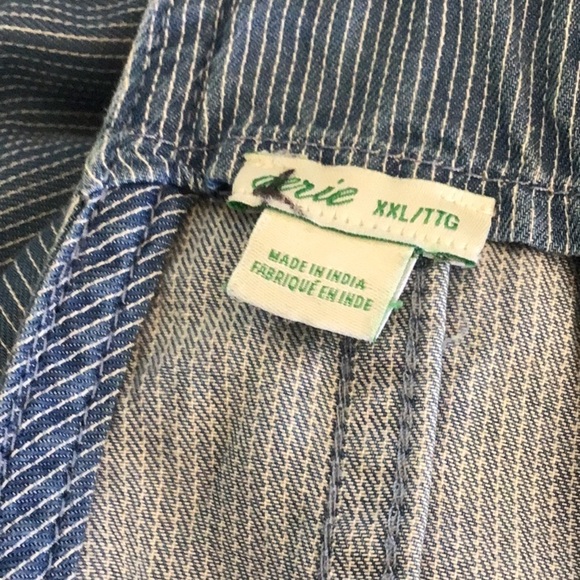 aerie XXL/TTG
MADE IN INDIA
FABRIQUÉ EN INDE